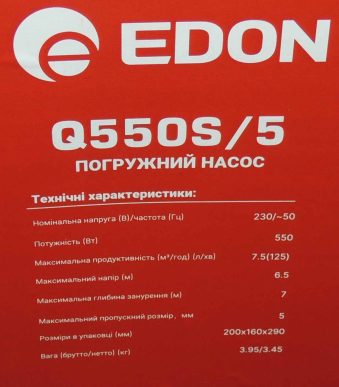 EDON
Q550S/5
ПОГРУЖНИЙ НАСОС
Технічні характеристики:
Номінальна напруга (В)/частота (Гц) 230/~50
Потужність (Вт) 550
Максимальна продуктивність (м³/год) (л/хв) 7.5(125)
Максимальний напір (м) 6.5
Максимальна глибина занурення (м) 7
Максимальний пропускний розмір, мм 5
Розміри в упаковці (мм) 200x160x290
Вага (брутто/нетто) (кг) 3.95/3.45